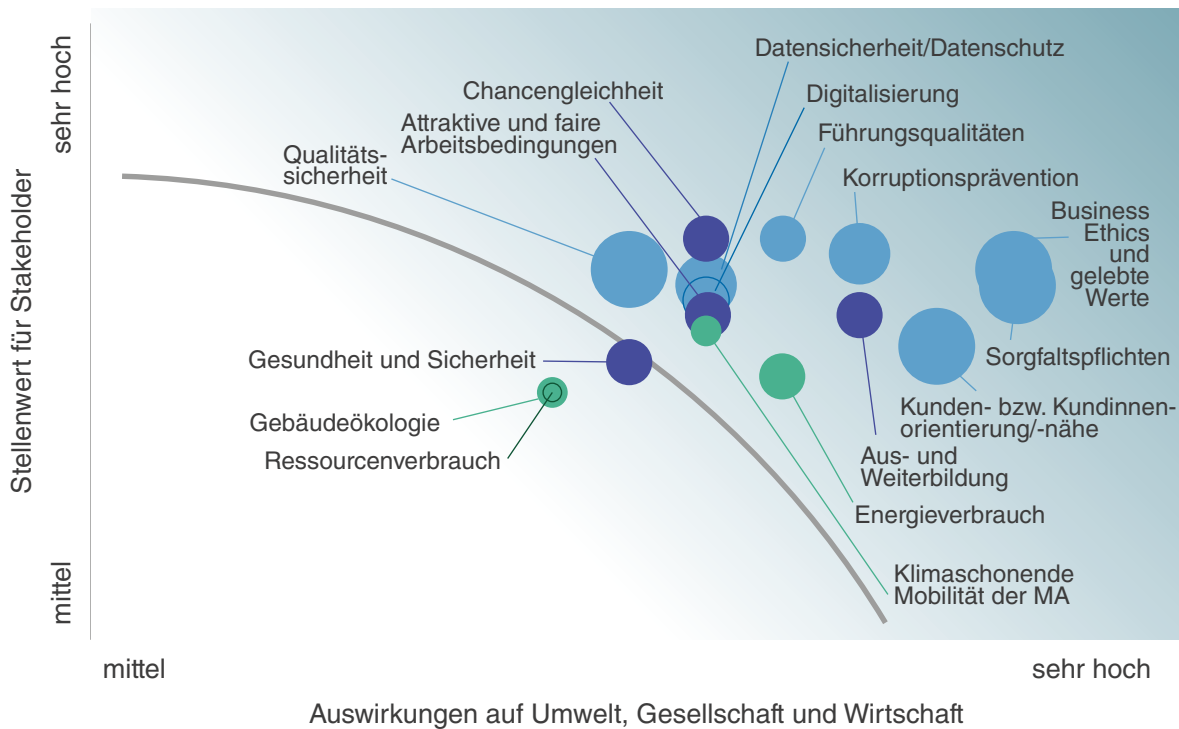 Stellenwert für Stakeholder
sehr hoch
mittel
Datensicherheit/Datenschutz
Chancengleichheit
Digitalisierung
Attraktive und faire
Arbeitsbedingungen
Führungsqualitäten
Qualitäts-
sicherheit
Korruptionsprävention
Business
Ethics
und
gelebte
Werte
Gesundheit und Sicherheit
Sorgfaltspflichten
Gebäudeökologie
Kunden- bzw. Kundinnen-
orientierung/-nähe
Ressourcenverbrauch
Aus- und
Weiterbildung
Energieverbrauch
Klimaschonende
Mobilität der MA
mittel
sehr hoch
Auswirkungen auf Umwelt, Gesellschaft und Wirtschaft